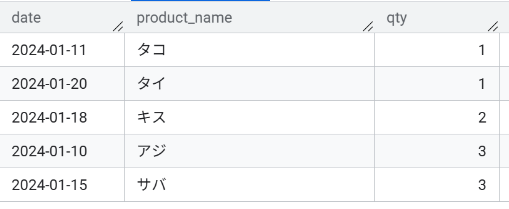 date product_name qty
2024-01-11 タコ 1
2024-01-20 タイ 1
2024-01-18 キス 2
2024-01-10 アジ 3
2024-01-15 サバ 3